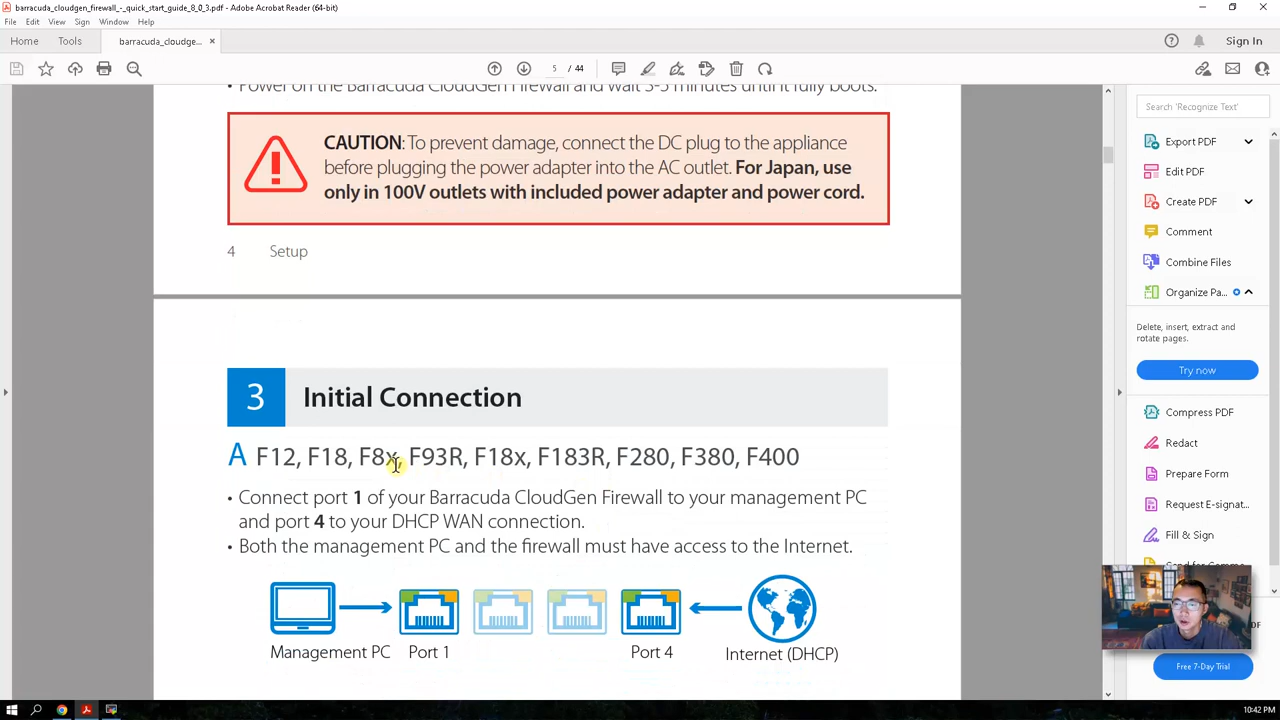 barracuda_cloudgen_firewall_-_quick_start_guide_8_0_3.pdf - Adobe Acrobat Reader (64-bit)
File Edit View Sign Window Help
Home Tools barracuda_cloudge... × Sign In
5 / 44
Search 'Recognize Text'
• Power on the Barracuda CloudGen Firewall and wait 3-5 minutes until it fully boots.
CAUTION: To prevent damage, connect the DC plug to the appliance
before plugging the power adapter into the AC outlet. For Japan, use
only in 100V outlets with included power adapter and power cord.
4 Setup
3 Initial Connection
A F12, F18, F8x, F93R, F18x, F183R, F280, F380, F400
• Connect port 1 of your Barracuda CloudGen Firewall to your management PC
and port 4 to your DHCP WAN connection.
• Both the management PC and the firewall must have access to the Internet.
Management PC Port 1 Port 4 Internet (DHCP)
Export PDF
Edit PDF
Create PDF
Comment
Combine Files
Organize Pa...
Delete, insert, extract and
rotate pages.
Try now
Compress PDF
Redact
Prepare Form
Request E-signat...
Fill & Sign
Free 7-Day Trial
10:42 PM